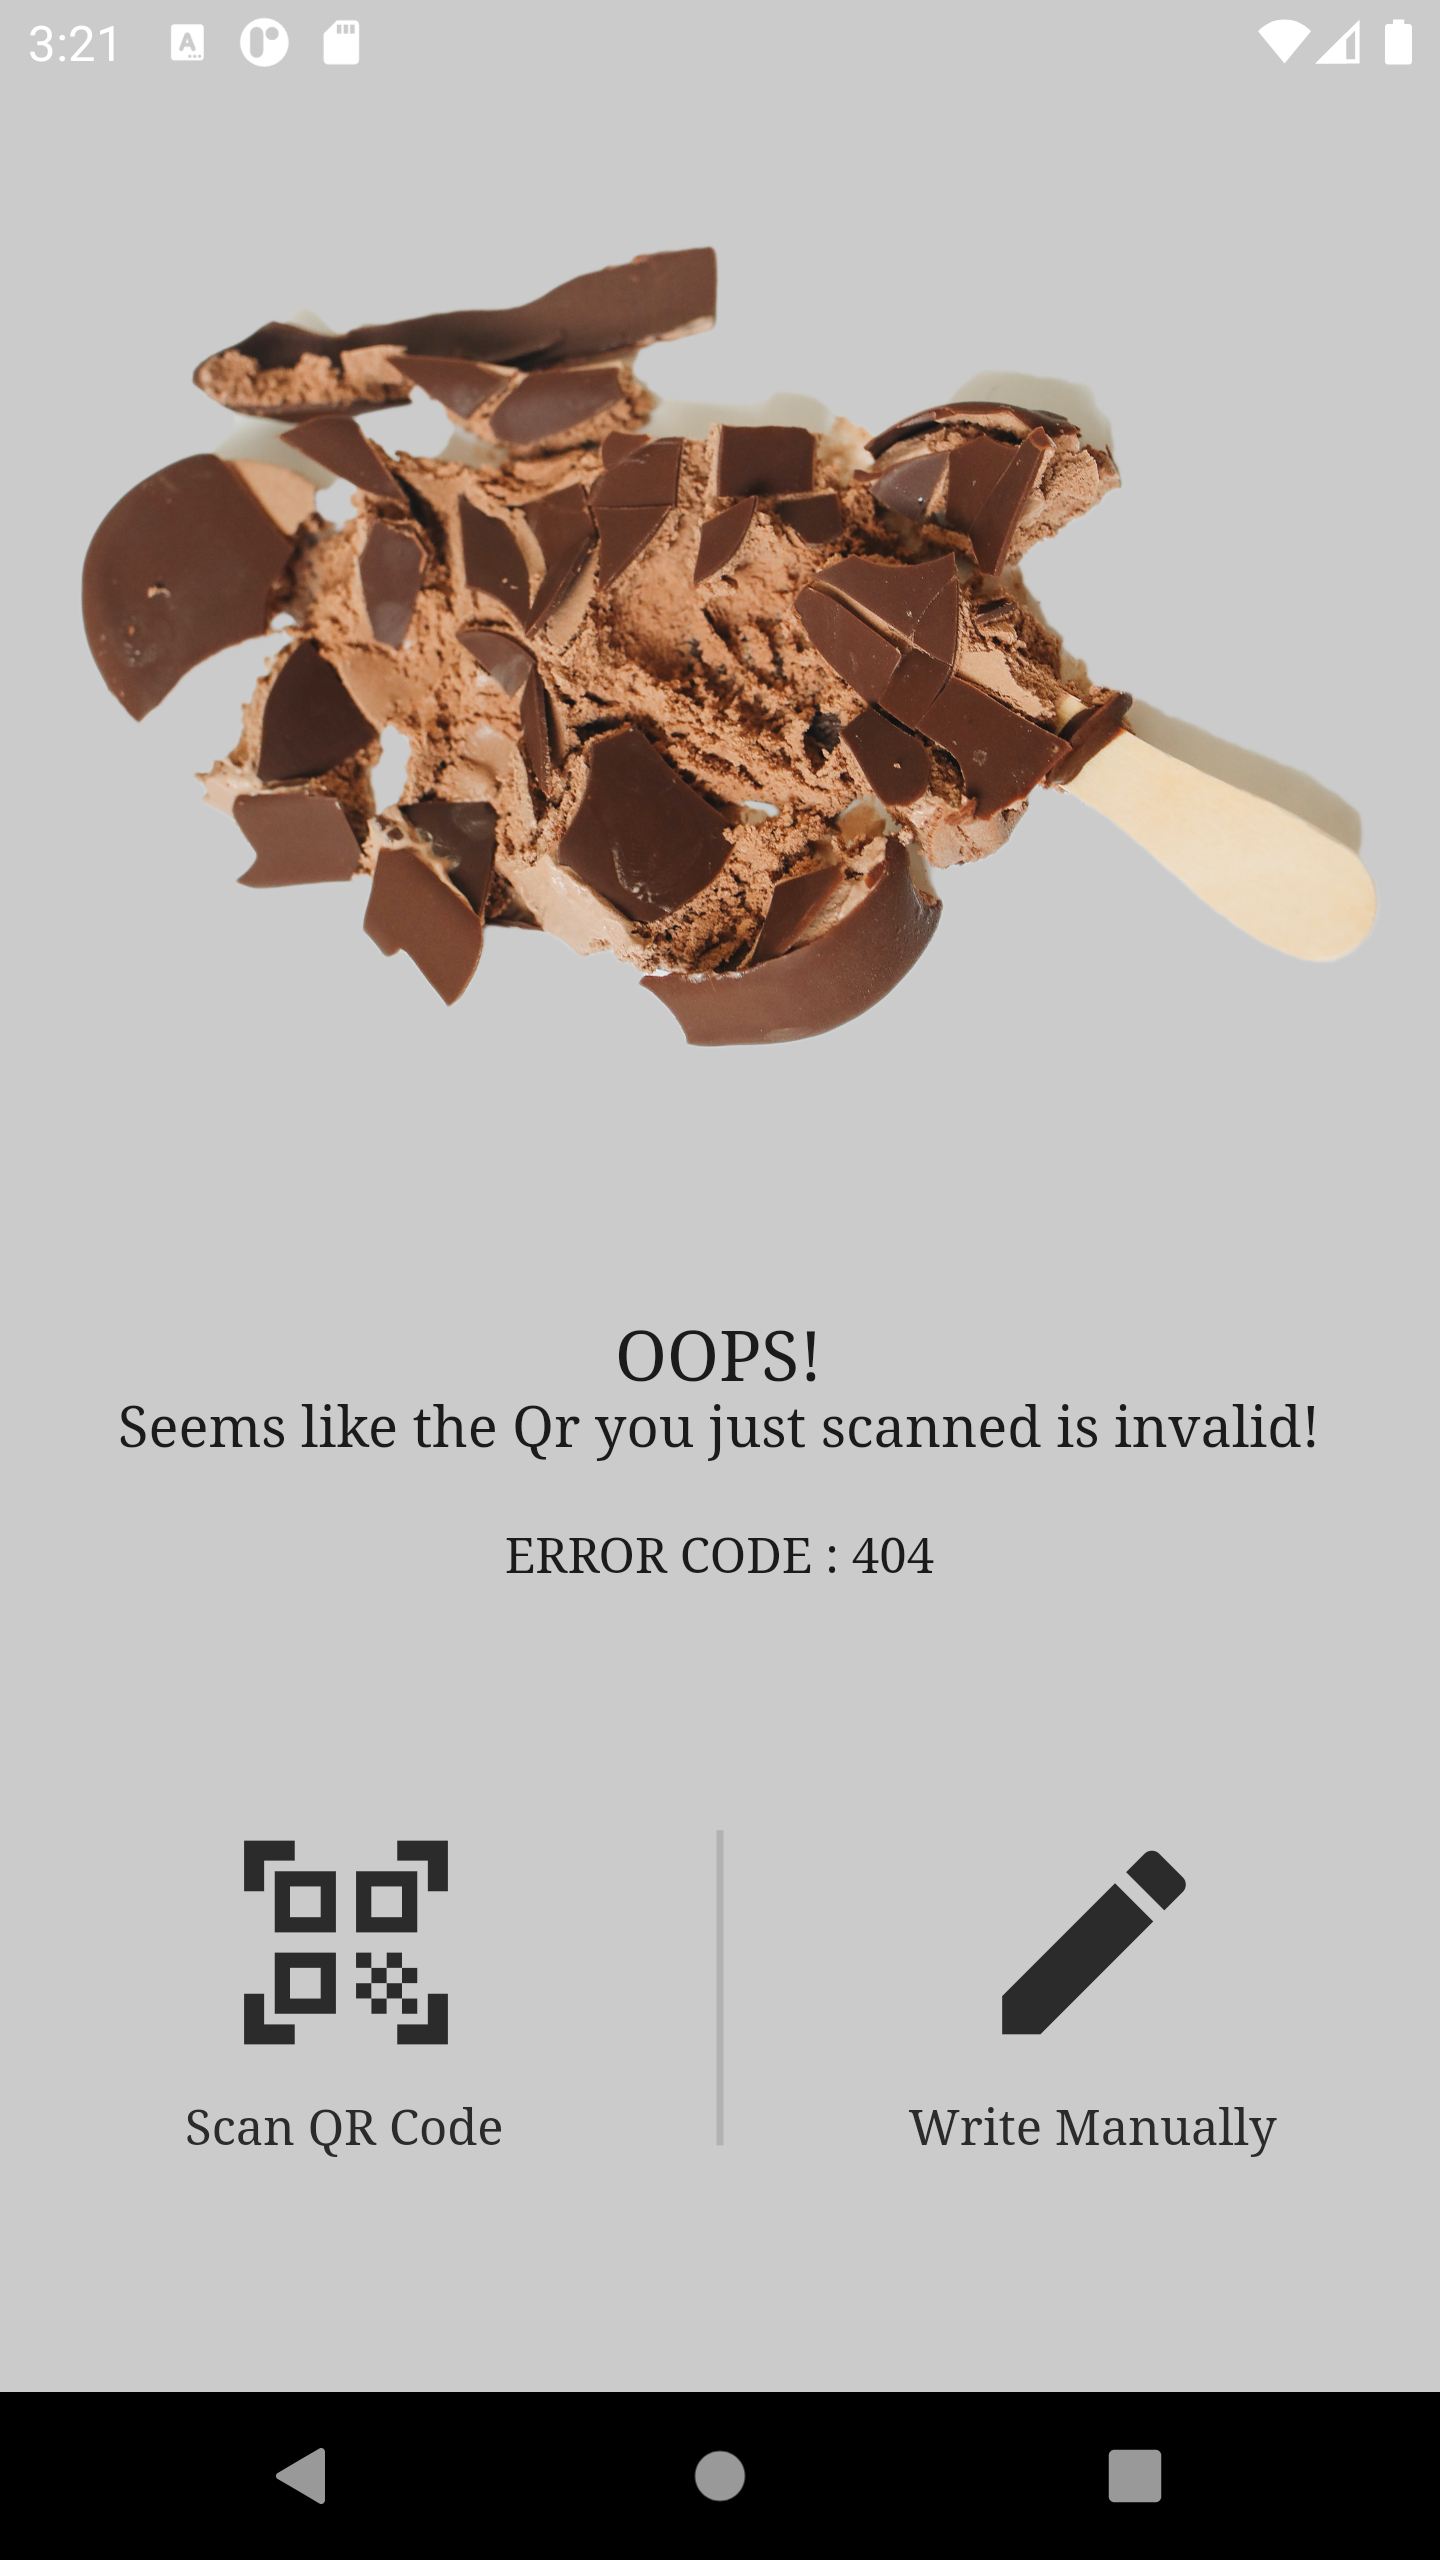 3:21
OOPS!
Seems like the Qr you just scanned is invalid!
ERROR CODE : 404
Scan QR Code
Write Manually